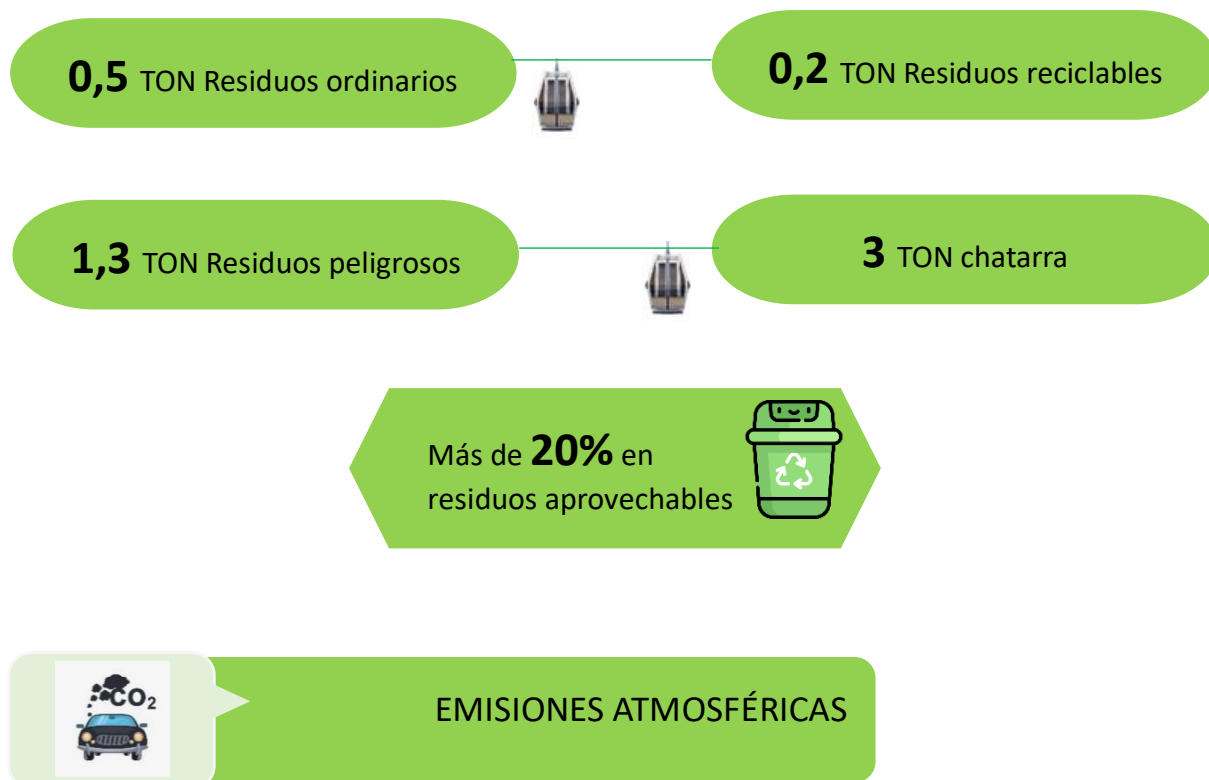 0,5 TON Residuos ordinarios
0,2 TON Residuos reciclables
1,3 TON Residuos peligrosos
3 TON chatarra
Más de 20% en
residuos aprovechables
CO₂
EMISIONES ATMOSFÉRICAS